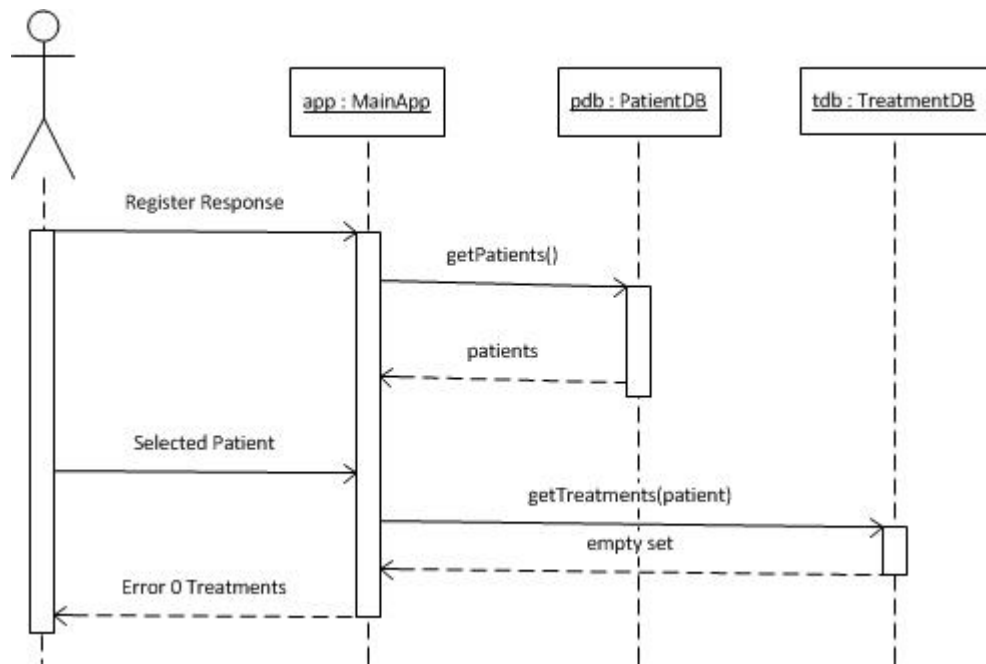 app : MainApp
pdb : PatientDB
tdb : TreatmentDB
Register Response
getPatients()
patients
Selected Patient
getTreatments(patient)
empty set
Error 0 Treatments